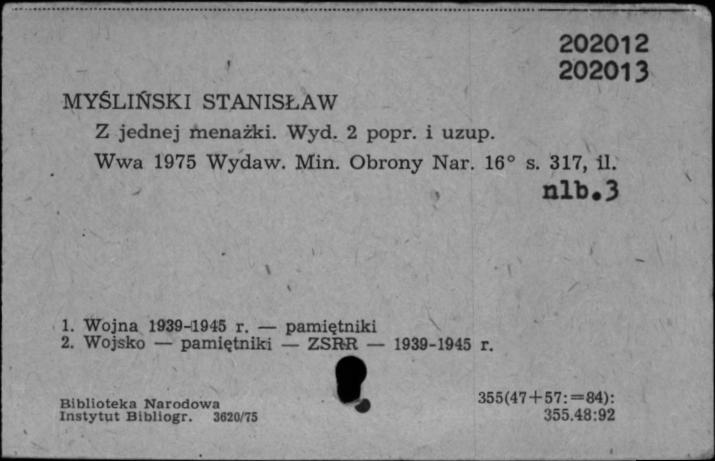 202012
202013
MYŚLIŃSKI STANISŁAW
Z jednej menażki. Wyd. 2 popr. i uzup.
Wwa 1975 Wydaw. Min. Obrony Nar. 16° s. 317, il.
nlb.3
1. Wojna 1939-1945 r. — pamiętniki
2. Wojsko — pamiętniki — ZSRR — 1939-1945 r.
Biblioteka Narodowa
Instytut Bibliogr. 3620/75
355(47+57:=84):
355.48:92